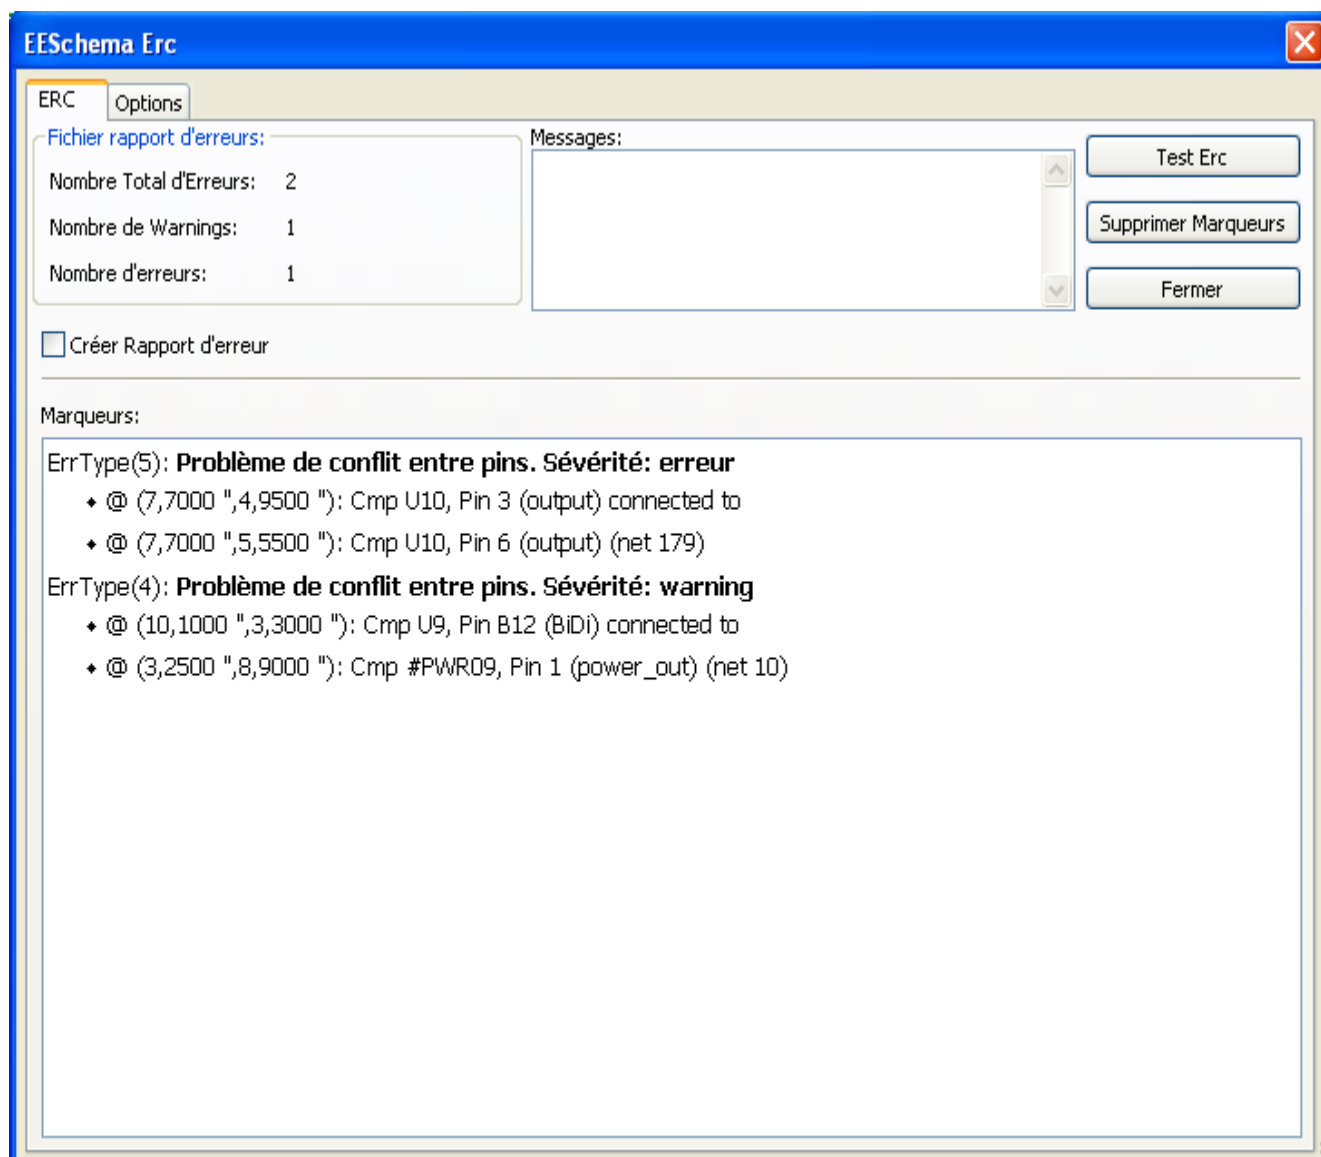 EESchema Erc
ERC
Options
Fichier rapport d'erreurs:
Nombre Total d'Erreurs: 2
Nombre de Warnings: 1
Nombre d'erreurs: 1
Messages:
Test Erc
Supprimer Marqueurs
Fermer
Créer Rapport d'erreur
Marqueurs:
ErrType(5): Problème de conflit entre pins. Sévérité: erreur
• @ (7,7000 ",4,9500 "): Cmp U10, Pin 3 (output) connected to
• @ (7,7000 ",5,5500 "): Cmp U10, Pin 6 (output) (net 179)
ErrType(4): Problème de conflit entre pins. Sévérité: warning
• @ (10,1000 ",3,3000 "): Cmp U9, Pin B12 (BiDi) connected to
• @ (3,2500 ",8,9000 "): Cmp #PWR09, Pin 1 (power_out) (net 10)